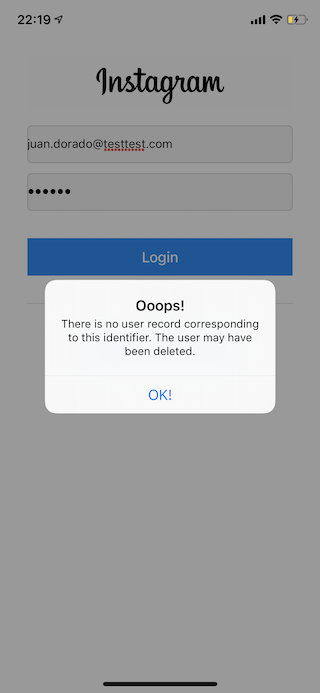 22:19
Instagram
juan.dorado@testtest.com
••••••
Login
Ooops!
There is no user record corresponding
to this identifier. The user may have
been deleted.
OK!